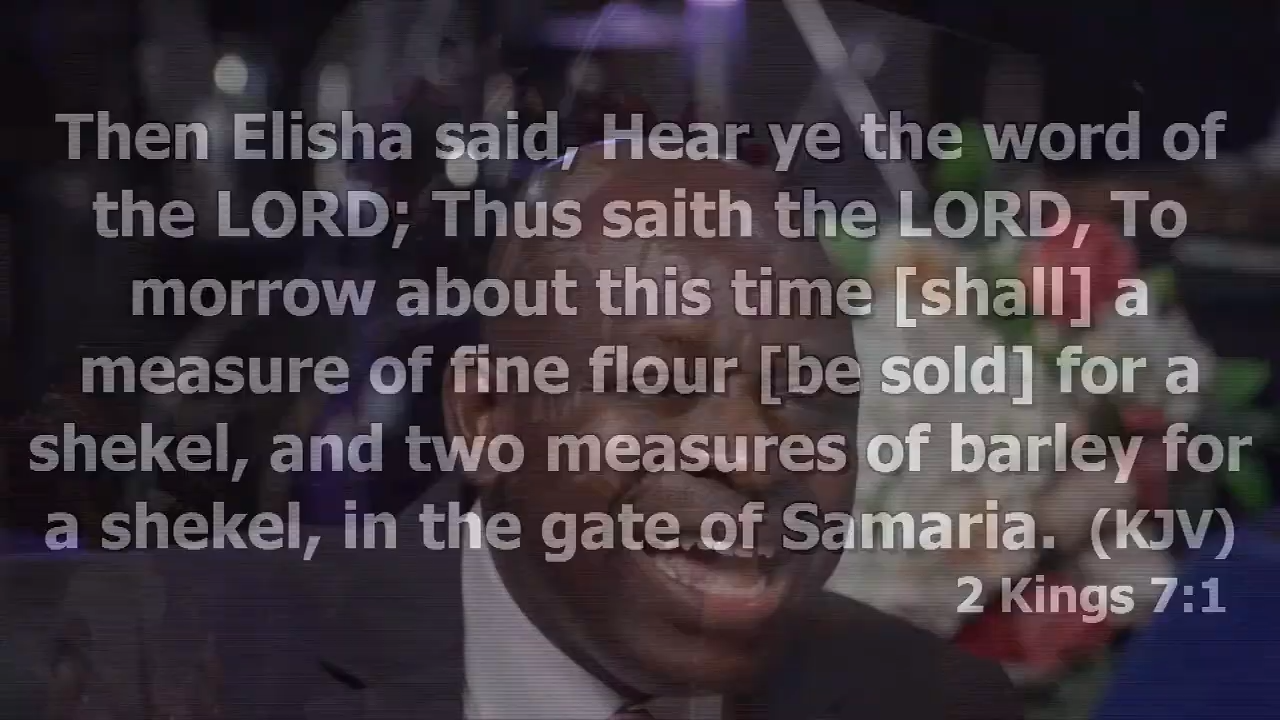 Then Elisha said, Hear ye the word of
the LORD; Thus saith the LORD, To
morrow about this time [shall] a
measure of fine flour [be sold] for a
shekel, and two measures of barley for
a shekel, in the gate of Samaria. (KJV)
2 Kings 7:1